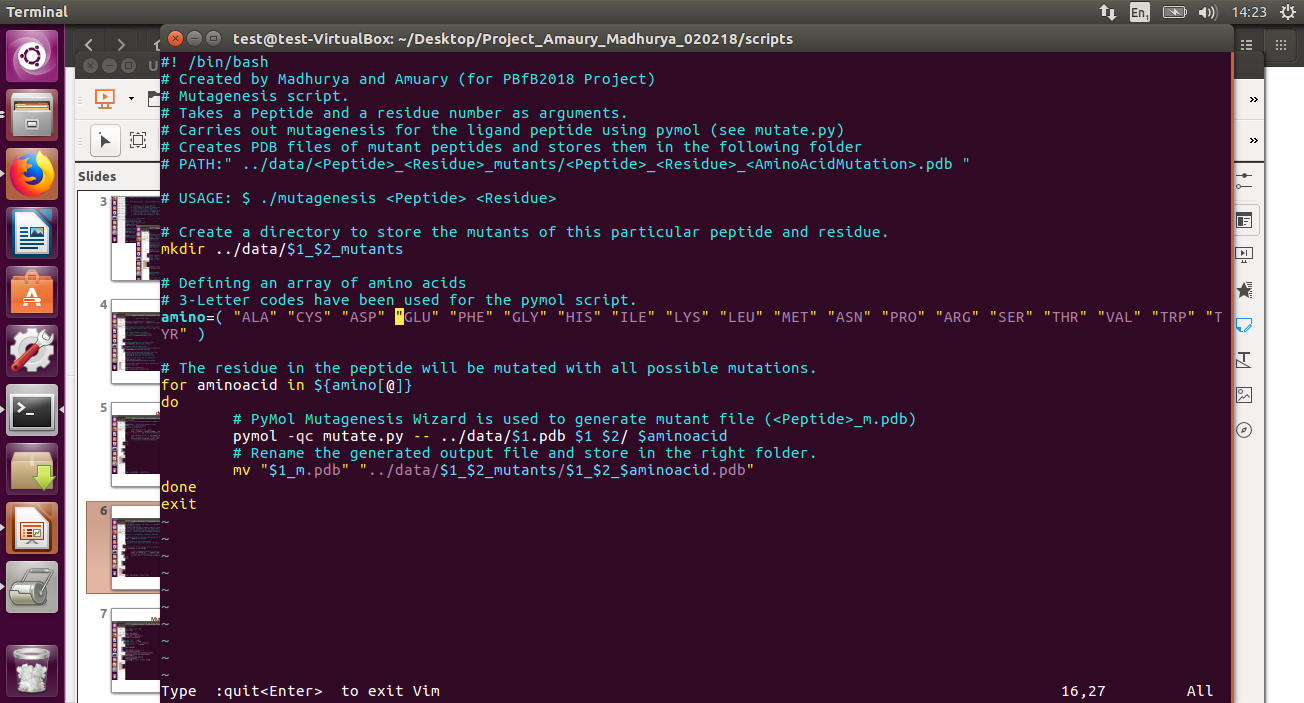 Terminal
En1
14:23
test@test-VirtualBox: ~/Desktop/Project_Amaury_Madhurya_020218/scripts
U
»
»
Slides
3
4
5
6
7
#! /bin/bash
# Created by Madhurya and Amuary (for PBfB2018 Project)
# Mutagenesis script.
# Takes a Peptide and a residue number as arguments.
# Carries out mutagenesis for the ligand peptide using pymol (see mutate.py)
# Creates PDB files of mutant peptides and stores them in the following folder
# PATH:" ../data/<Peptide>_<Residue>_mutants/<Peptide>_<Residue>_<AminoAcidMutation>.pdb "
# USAGE: $ ./mutagenesis <Peptide> <Residue>
# Create a directory to store the mutants of this particular peptide and residue.
mkdir ../data/$1_$2_mutants
# Defining an array of amino acids
# 3-Letter codes have been used for the pymol script.
amino=( "ALA" "CYS" "ASP" "GLU" "PHE" "GLY" "HIS" "ILE" "LYS" "LEU" "MET" "ASN" "PRO" "ARG" "SER" "THR" "VAL" "TRP" "T
YR" )
# The residue in the peptide will be mutated with all possible mutations.
for aminoacid in ${amino[@]}
do
# PyMol Mutagenesis Wizard is used to generate mutant file (<Peptide>_m.pdb)
pymol -qc mutate.py -- ../data/$1.pdb $1 $2/ $aminoacid
# Rename the generated output file and store in the right folder.
mv "$1_m.pdb" "../data/$1_$2_mutants/$1_$2_$aminoacid.pdb"
done
exit
~
~
~
~
~
~
~
~
~
~
Type  :quit<Enter>  to exit Vim
16,27
All